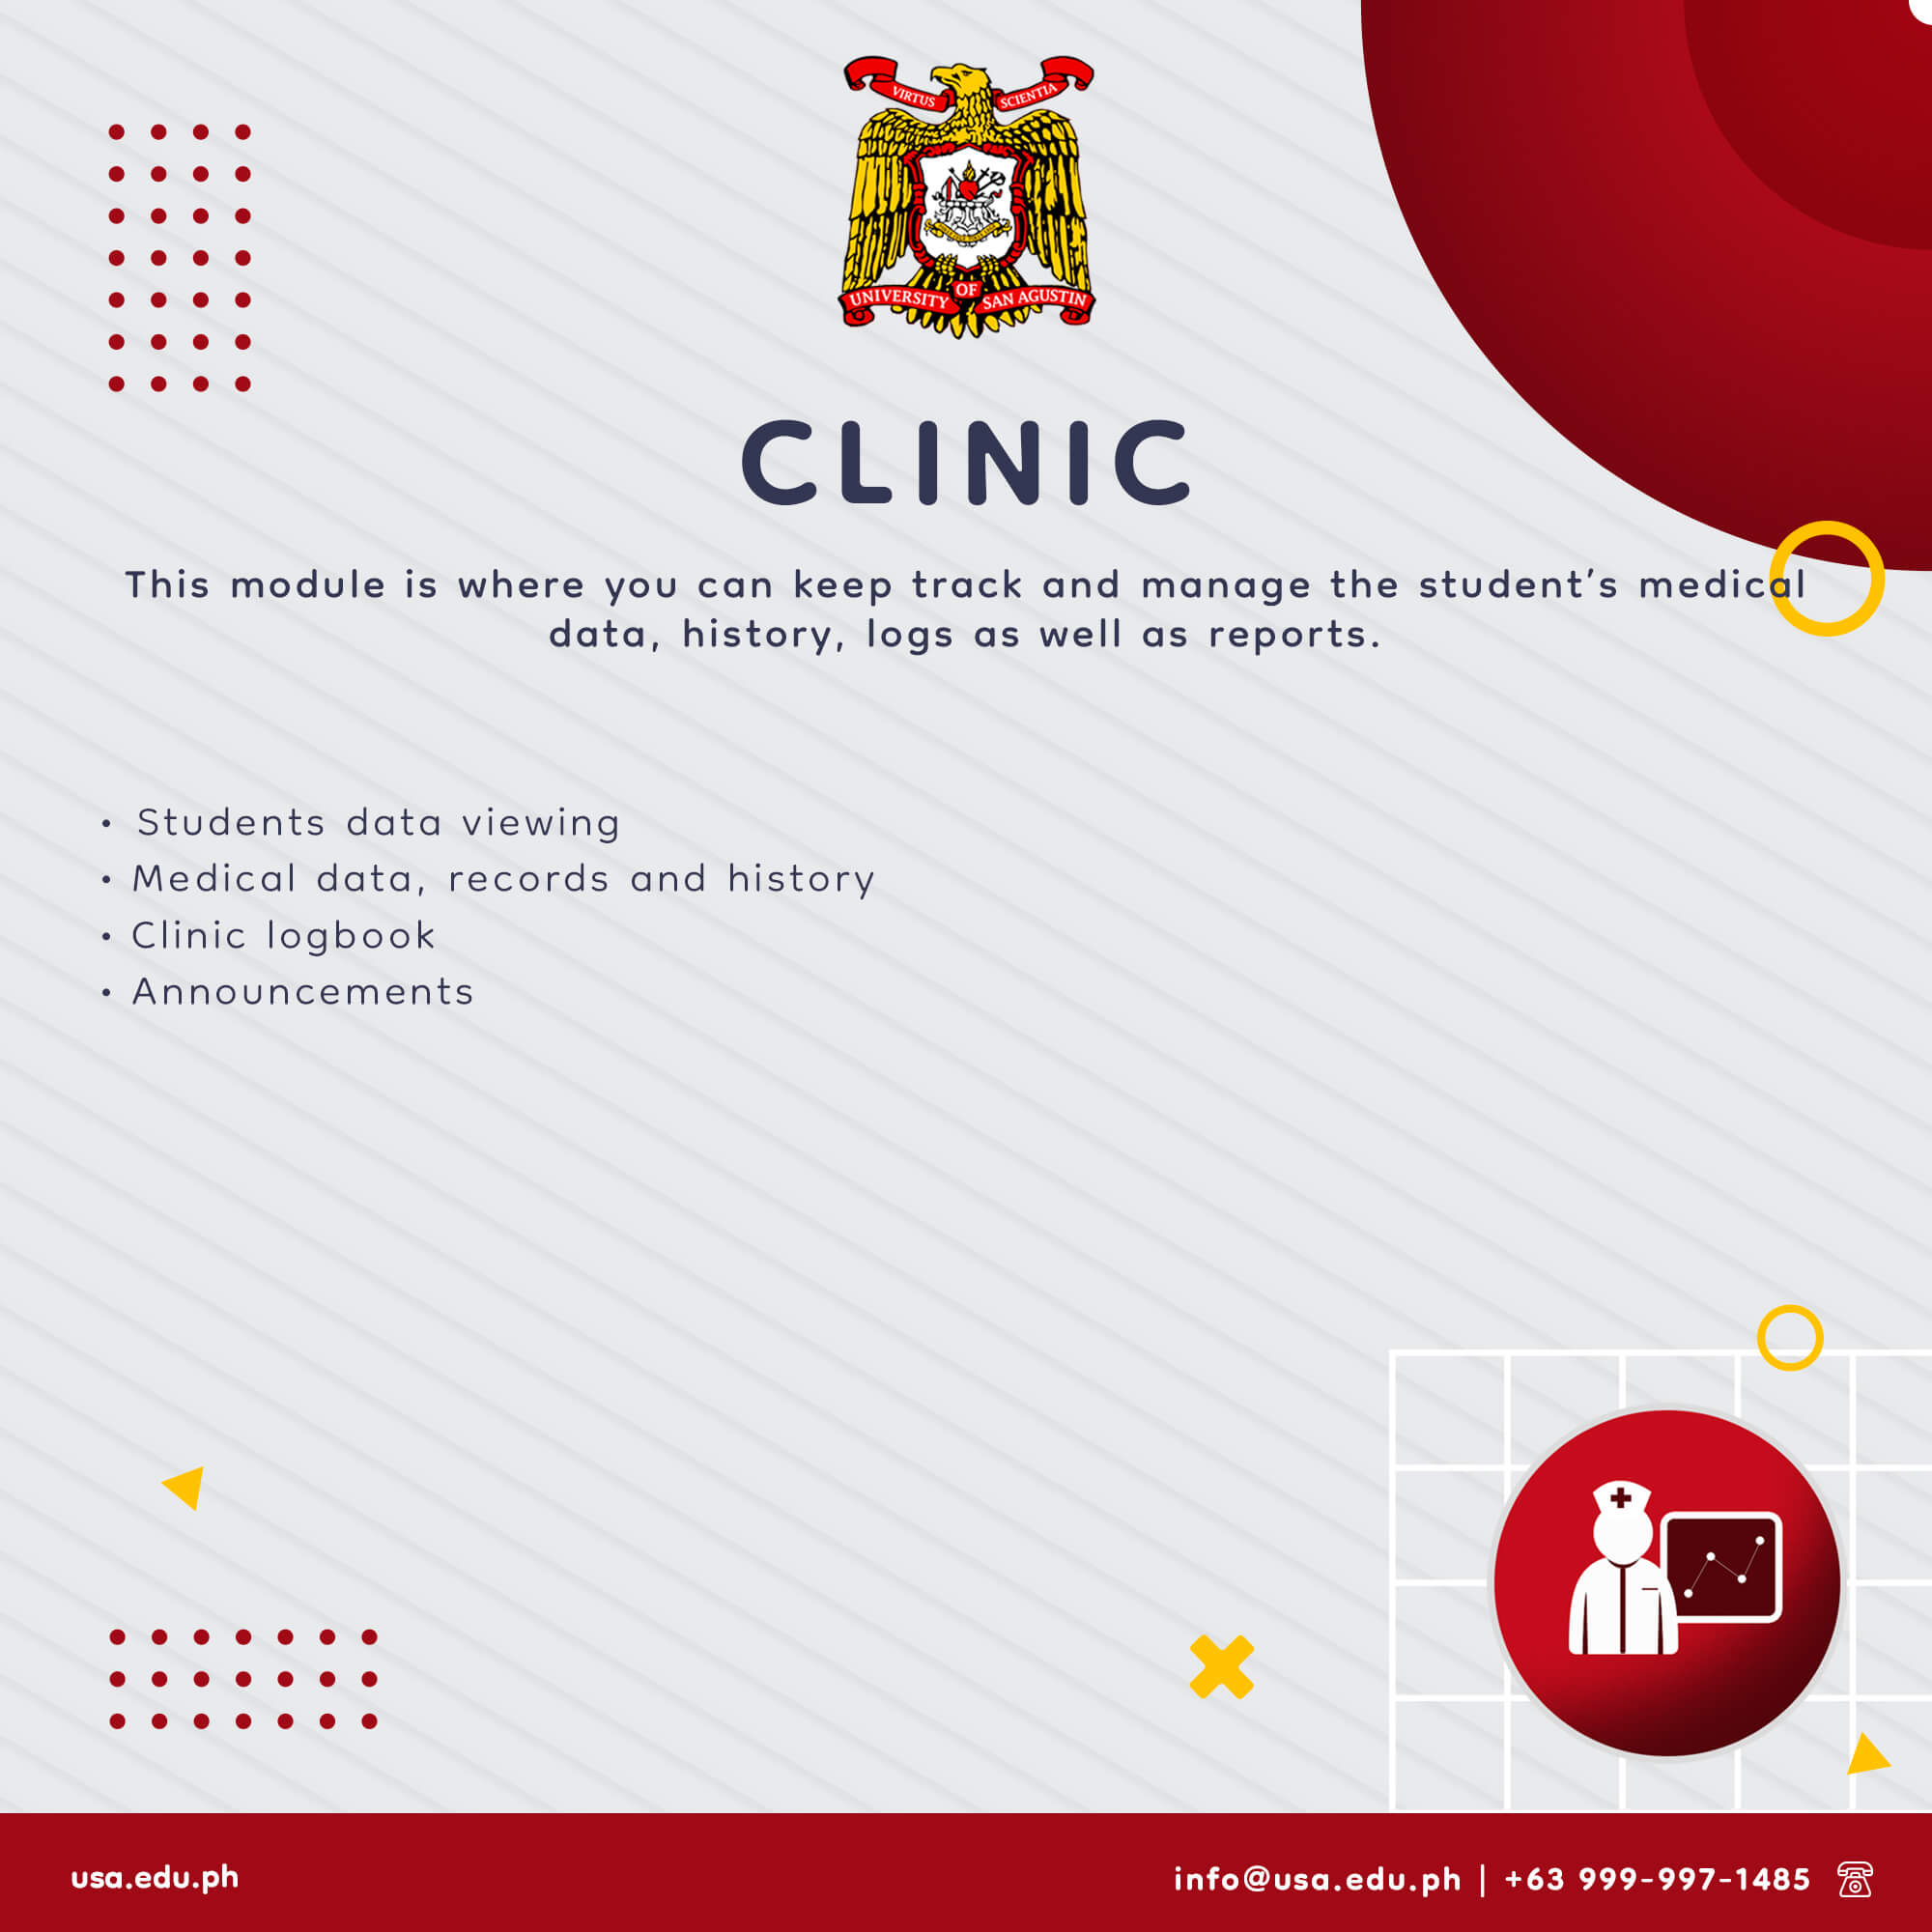 VIRTUS SCIENTIA
UNIVERSITY OF SAN AGUSTIN
CLINIC
This module is where you can keep track and manage the student's medical
data, history, logs as well as reports.
• Students data viewing
• Medical data, records and history
• Clinic logbook
• Announcements
usa.edu.ph
info@usa.edu.ph | +63 999-997-1485